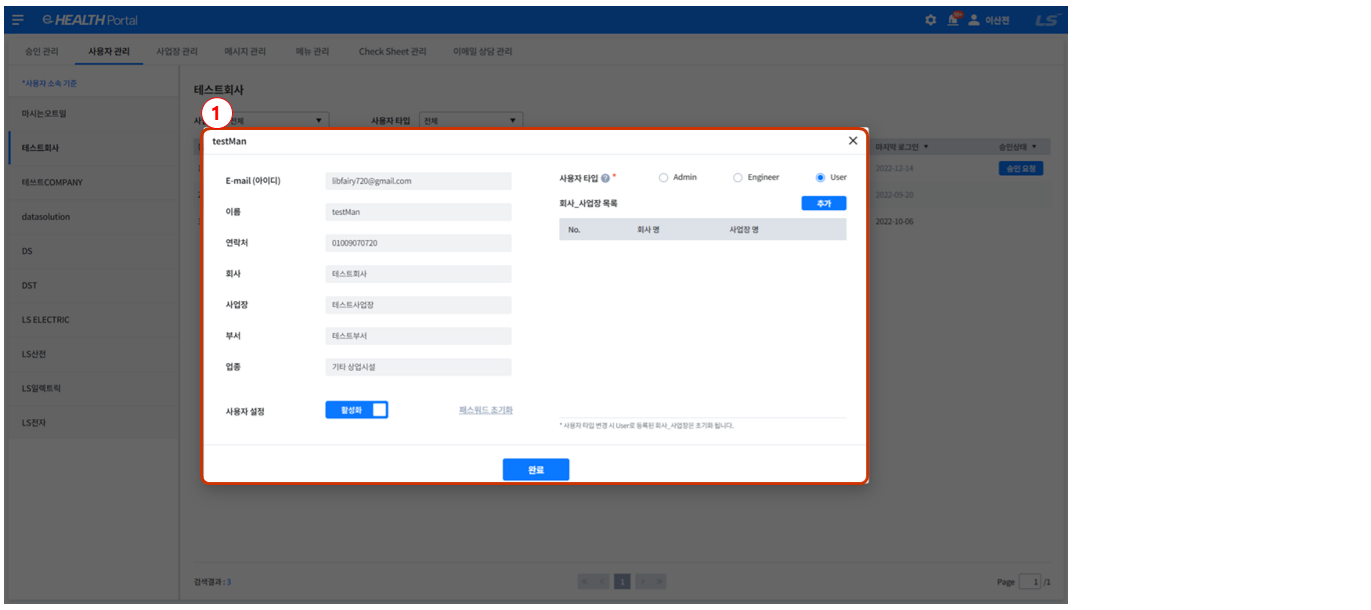 e-HEALTH Portal
이산전
LS
승인 관리 사용자 관리 사업장 관리 메시지 관리 메뉴 관리 Check Sheet 관리 이메일 상담 관리
*사용자 소속 기준
마시는오트밀
테스트회사
테쓰트COMPANY
datasolution
DS
DST
LS ELECTRIC
LS산전
LS일렉트릭
LS전자
테스트회사
1
전체 사용자 타입 전체
마지막 로그인 승인상태
2022-12-14 승인 요청
2022-09-20
2022-10-06
testMan
E-mail (아이디) libfairy720@gmail.com
이름 testMan
연락처 01009070720
회사 테스트회사
사업장 테스트사업장
부서 테스트부서
업종 기타 상업시설
사용자 설정 활성화 패스워드 초기화
사용자 타입 ? * Admin Engineer User
회사_사업장 목록 추가
No. 회사 명 사업장 명
* 사용자 타입 변경 시 User로 등록된 회사_사업장은 초기화 됩니다.
완료
검색결과 : 3
« < 1 > »
Page 1 /1